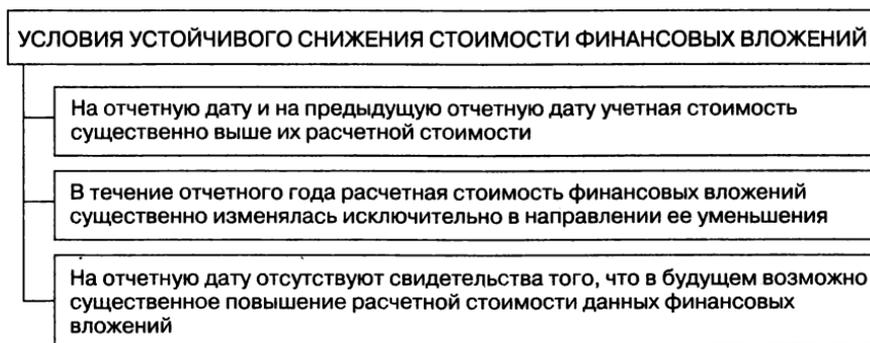 УСЛОВИЯ УСТОЙЧИВОГО СНИЖЕНИЯ СТОИМОСТИ ФИНАНСОВЫХ ВЛОЖЕНИЙ
На отчетную дату и на предыдущую отчетную дату учетная стоимость
существенно выше их расчетной стоимости
В течение отчетного года расчетная стоимость финансовых вложений
существенно изменялась исключительно в направлении ее уменьшения
На отчетную дату отсутствуют свидетельства того, что в будущем возможно
существенное повышение расчетной стоимости данных финансовых
вложений